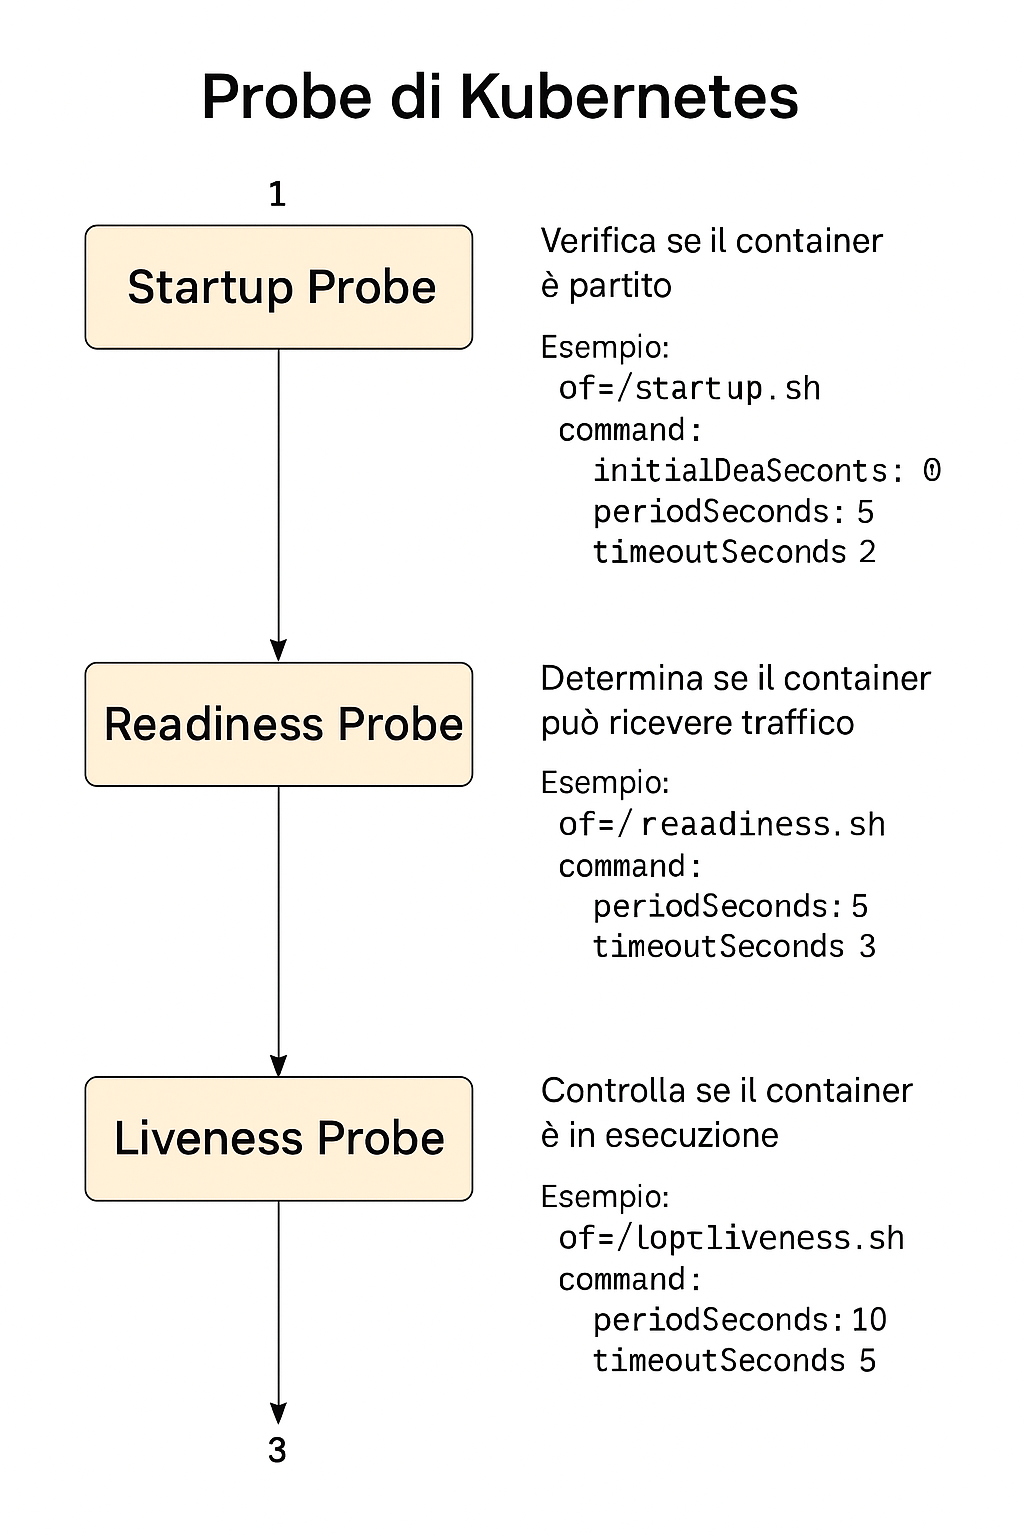 Probe di Kubernetes
1
Startup Probe
Verifica se il container
è partito
Esempio:
of=/startup.sh
command:
initialDeaSeconts: 0
periodSeconds: 5
timeoutSeconds 2
Readiness Probe
Determina se il container
può ricevere traffico
Esempio:
of=/reaadiness.sh
command:
periodSeconds: 5
timeoutSeconds 3
Liveness Probe
Controlla se il container
è in esecuzione
Esempio:
of=/loptliveness.sh
command:
periodSeconds: 10
timeoutSeconds 5
3